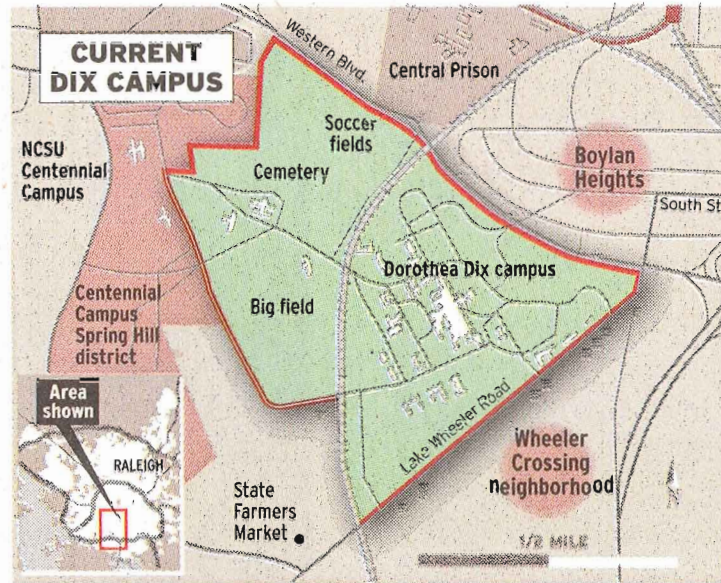 CURRENT
DIX CAMPUS
Western Blvd.
Central Prison
NCSU
Centennial
Campus
Soccer
fields
Cemetery
Boylan
Heights
South St
Dorothea Dix campus
Centennial
Campus
Spring Hill
district
Big field
Area
shown
RALEIGH
Lake Wheeler Road
Wheeler
Crossing
neighborhood
State
Farmers
Market
1/2 MILE